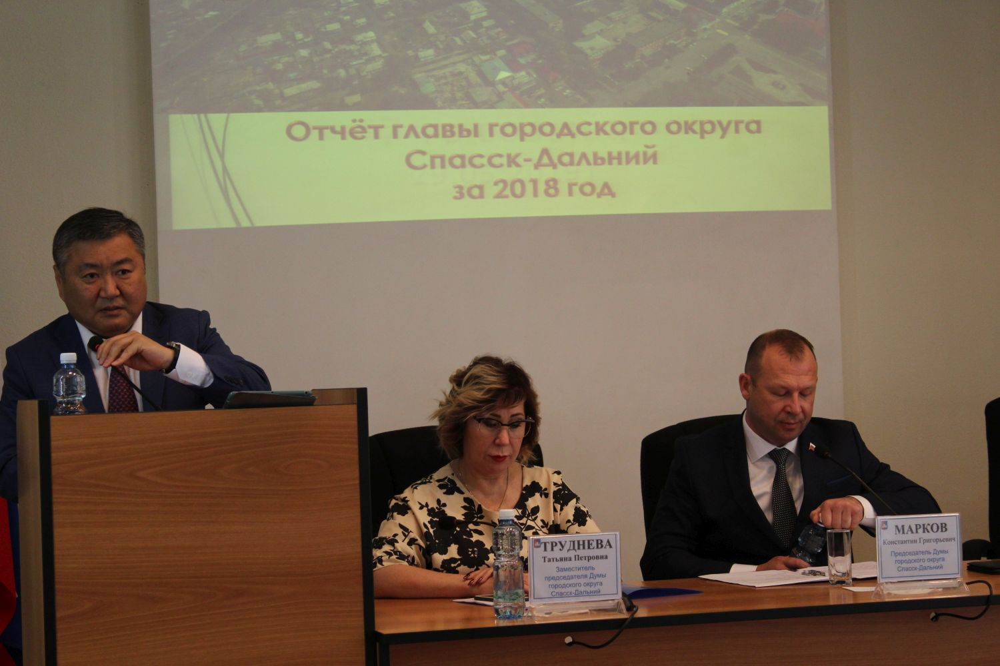 Отчёт главы городского округа
Спасск-Дальний
за 2018 год
ТРУДНЕВА
Татьяна Петровна
Заместитель
председателя Думы
городского округа
Спасск-Дальний
МАРКОВ
Константин Григорьевич
Председатель Думы
городского округа
Спасск-Дальний